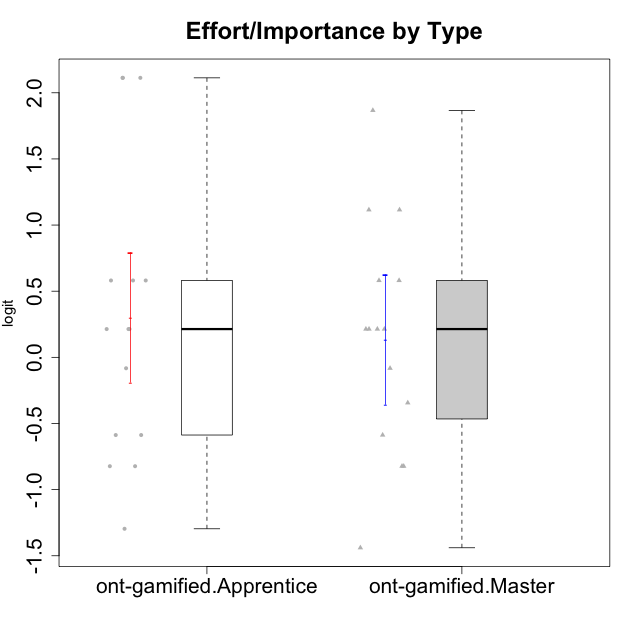 Effort/Importance by Type
2.0
1.5
1.0
0.5
0.0
-0.5
-1.0
-1.5
logit
ont-gamified.Apprentice
ont-gamified.Master